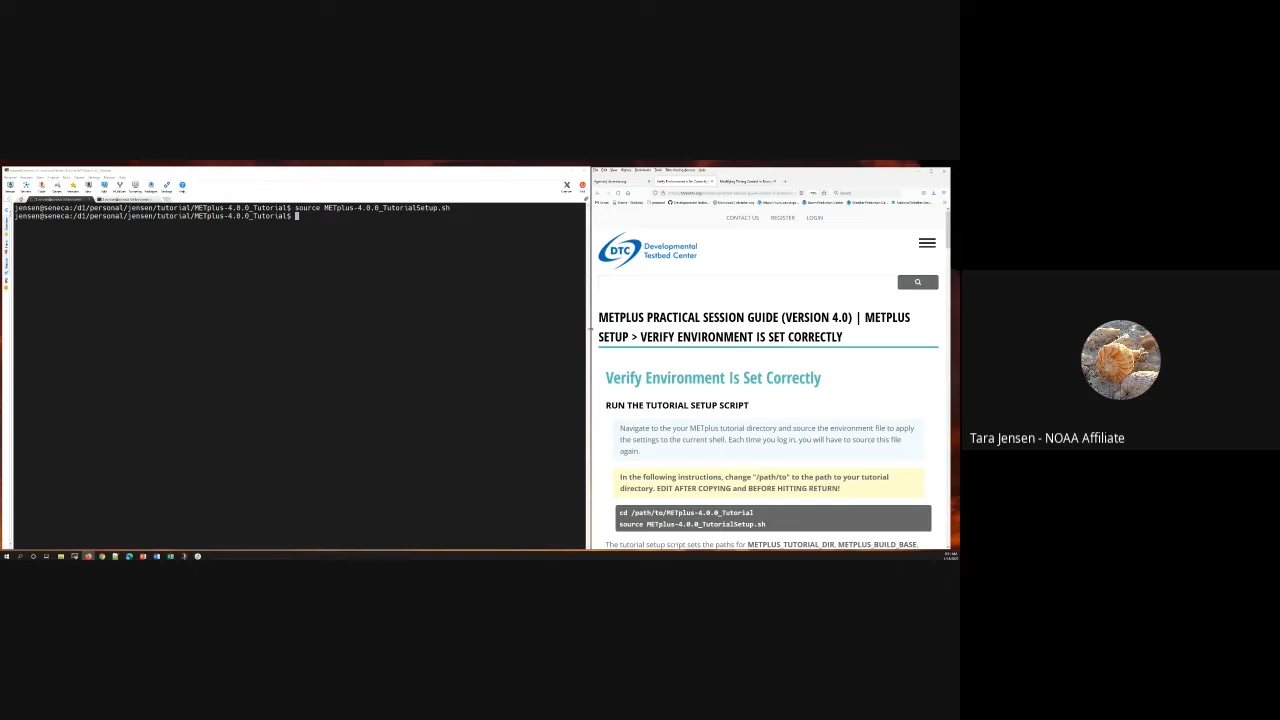 jensen@seneca:/d1/personal/jensen/tutorial/METplus-4.0.0_Tutorial$ source METplus-4.0.0_TutorialSetup.sh
jensen@seneca:/d1/personal/jensen/tutorial/METplus-4.0.0_Tutorial$
CONTACT US REGISTER LOGIN
DTC Developmental
Testbed Center
METPLUS PRACTICAL SESSION GUIDE (VERSION 4.0) | METPLUS
SETUP > VERIFY ENVIRONMENT IS SET CORRECTLY
Verify Environment Is Set Correctly
RUN THE TUTORIAL SETUP SCRIPT
Navigate to the your METplus tutorial directory and source the environment file to apply
the settings to the current shell. Each time you log in, you will have to source this file
again.
In the following instructions, change "/path/to" to the path to your tutorial
directory. EDIT AFTER COPYING and BEFORE HITTING RETURN!
cd /path/to/METplus-4.0.0_Tutorial
source METplus-4.0.0_TutorialSetup.sh
The tutorial setup script sets the paths for METPLUS_TUTORIAL_DIR, METPLUS_BUILD_BASE,
Tara Jensen - NOAA Affiliate